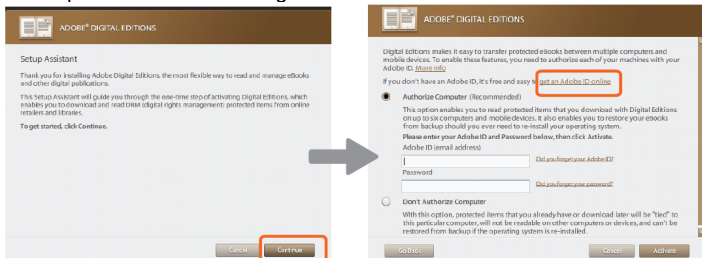 ADOBE® DIGITAL EDITIONS
Setup Assistant
Thank you for installing Adobe Digital Editions, the most flexible way to read and manage eBooks
and other digital publications.
This Setup Assistant will guide you through the one-time step of activating Digital Editions, which
enables you to download and read DRM (digital rights management) protected items from online
retailers and libraries.
To get started, click Continue.
Cancel
Continue
ADOBE® DIGITAL EDITIONS
Digital Editions makes it easy to transfer protected eBooks between multiple computers and
mobile devices. To enable these features, you need to authorize each of your machines with your
Adobe ID. More Info
If you don't have an Adobe ID, it's free and easy to get an Adobe ID online
Authorize Computer (Recommended)
This option enables you to read protected items that you download with Digital Editions
on up to six computers and mobile devices. It also enables you to restore your eBooks
from backup should you ever need to re-install your operating system.
Please enter your Adobe ID and Password below, then click Activate.
Adobe ID (email address)
Did you forget your Adobe ID?
Password
Did you forget your password?
Don't Authorize Computer
With this option, protected items that you already have or download later will be "tied" to
this particular computer, will not be readable on other computers or devices, and can't be
restored from backup if the operating system is re-installed.
Go Back
Cancel
Activate